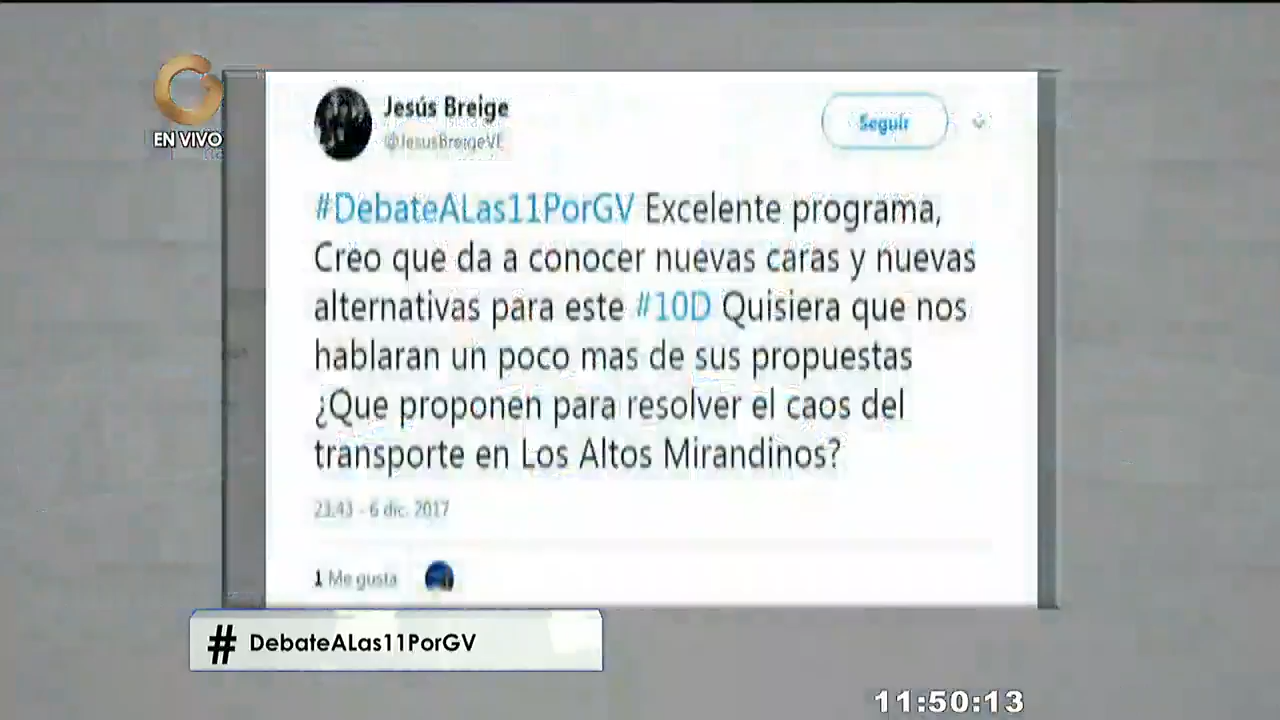 EN VIVO
Jesús Breige
@JesusBreigeVE
Seguir
#DebateALas11PorGV Excelente programa,
Creo que da a conocer nuevas caras y nuevas
alternativas para este #10D Quisiera que nos
hablaran un poco mas de sus propuestas
¿Que proponen para resolver el caos del
transporte en Los Altos Mirandinos?
23:43 - 6 dic. 2017
1 Me gusta
# DebateALas11PorGV
11:50:13